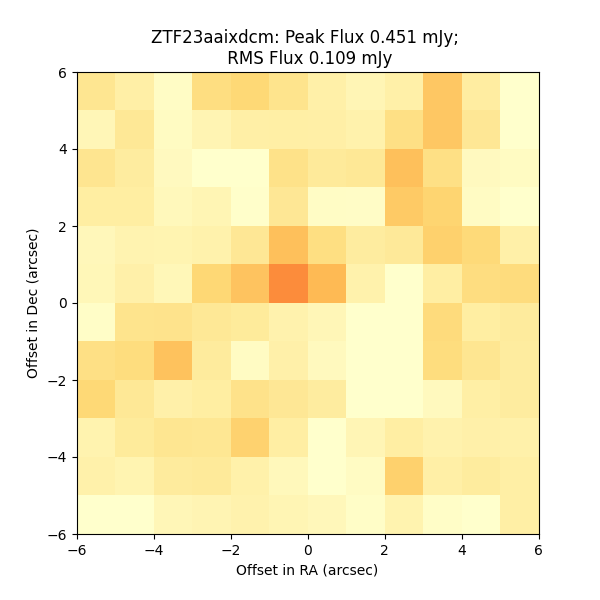 ZTF23aaixdcm: Peak Flux 0.451 mJy;
RMS Flux 0.109 mJy
6
4
2
0
−2
−4
−6
Offset in Dec (arcsec)
−6 −4 −2 0 2 4 6
Offset in RA (arcsec)